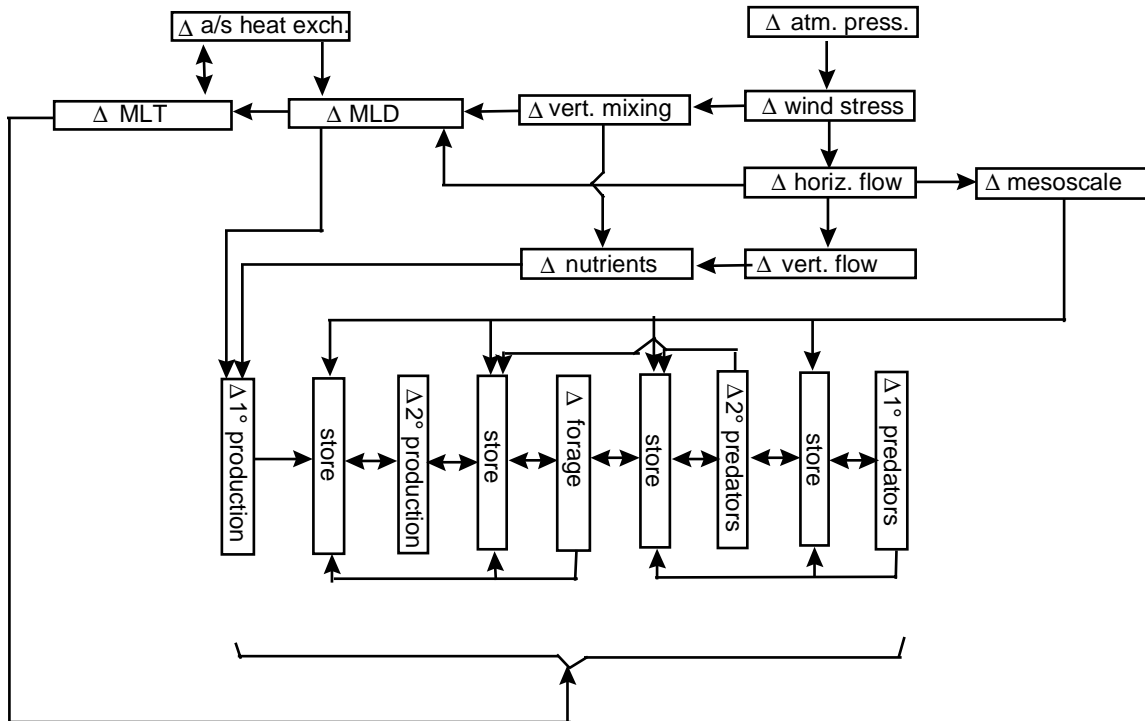 Δ a/s heat exch.
Δ atm. press.
Δ MLT
Δ MLD
Δ vert. mixing
Δ wind stress
Δ horiz. flow
Δ mesoscale
Δ nutrients
Δ vert. flow
Δ1° production
store
Δ2° production
store
Δ forage
store
Δ2° predators
store
Δ1° predators